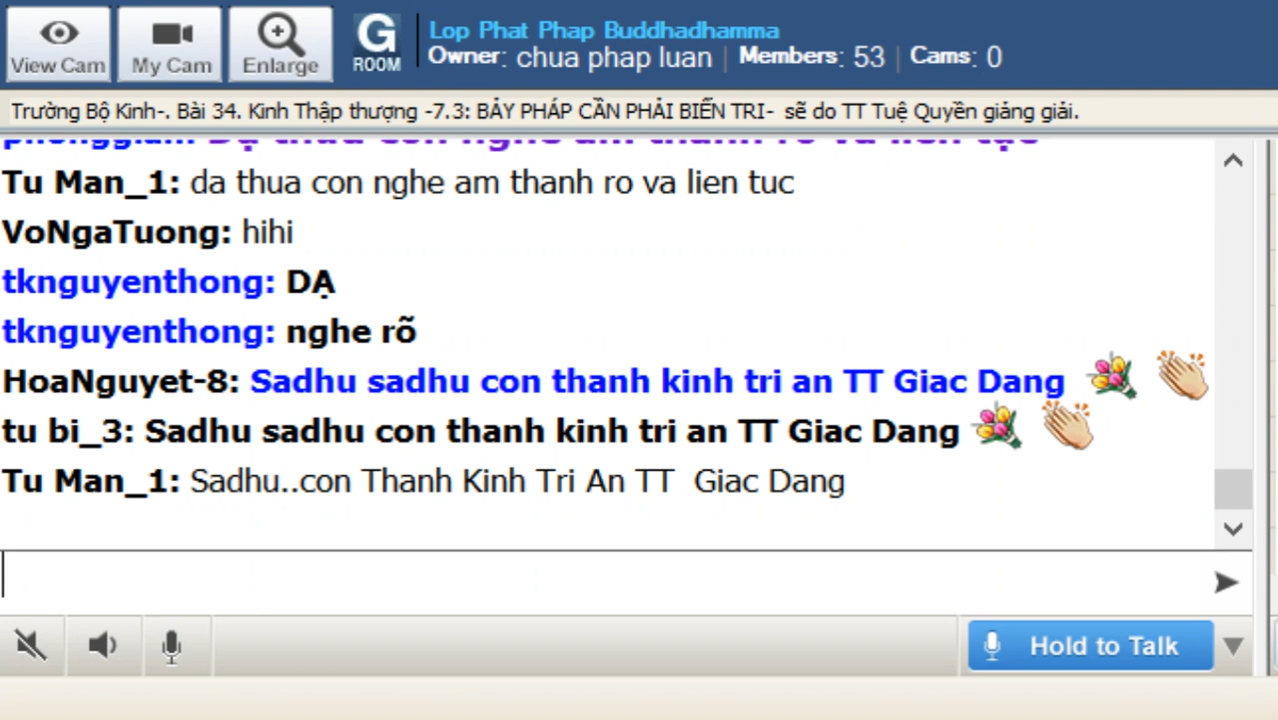 Lop Phat Phap Buddhadhamma
View Cam My Cam Enlarge G ROOM Owner: chua phap luan | Members: 53 | Cams: 0
Trường Bộ Kinh-. Bài 34. Kinh Thập thượng -7.3: BẢY PHÁP CẦN PHẢI BIẾN TRI- sẽ do TT Tuệ Quyền giảng giải.
Tu Man_1: da thua con nghe am thanh ro va lien tuc
VoNgaTuong: hihi
tknguyenthong: DẠ
tknguyenthong: nghe rõ
HoaNguyet-8: Sadhu sadhu con thanh kinh tri an TT Giac Dang
tu bi_3: Sadhu sadhu con thanh kinh tri an TT Giac Dang
Tu Man_1: Sadhu..con Thanh Kinh Tri An TT Giac Dang
Hold to Talk